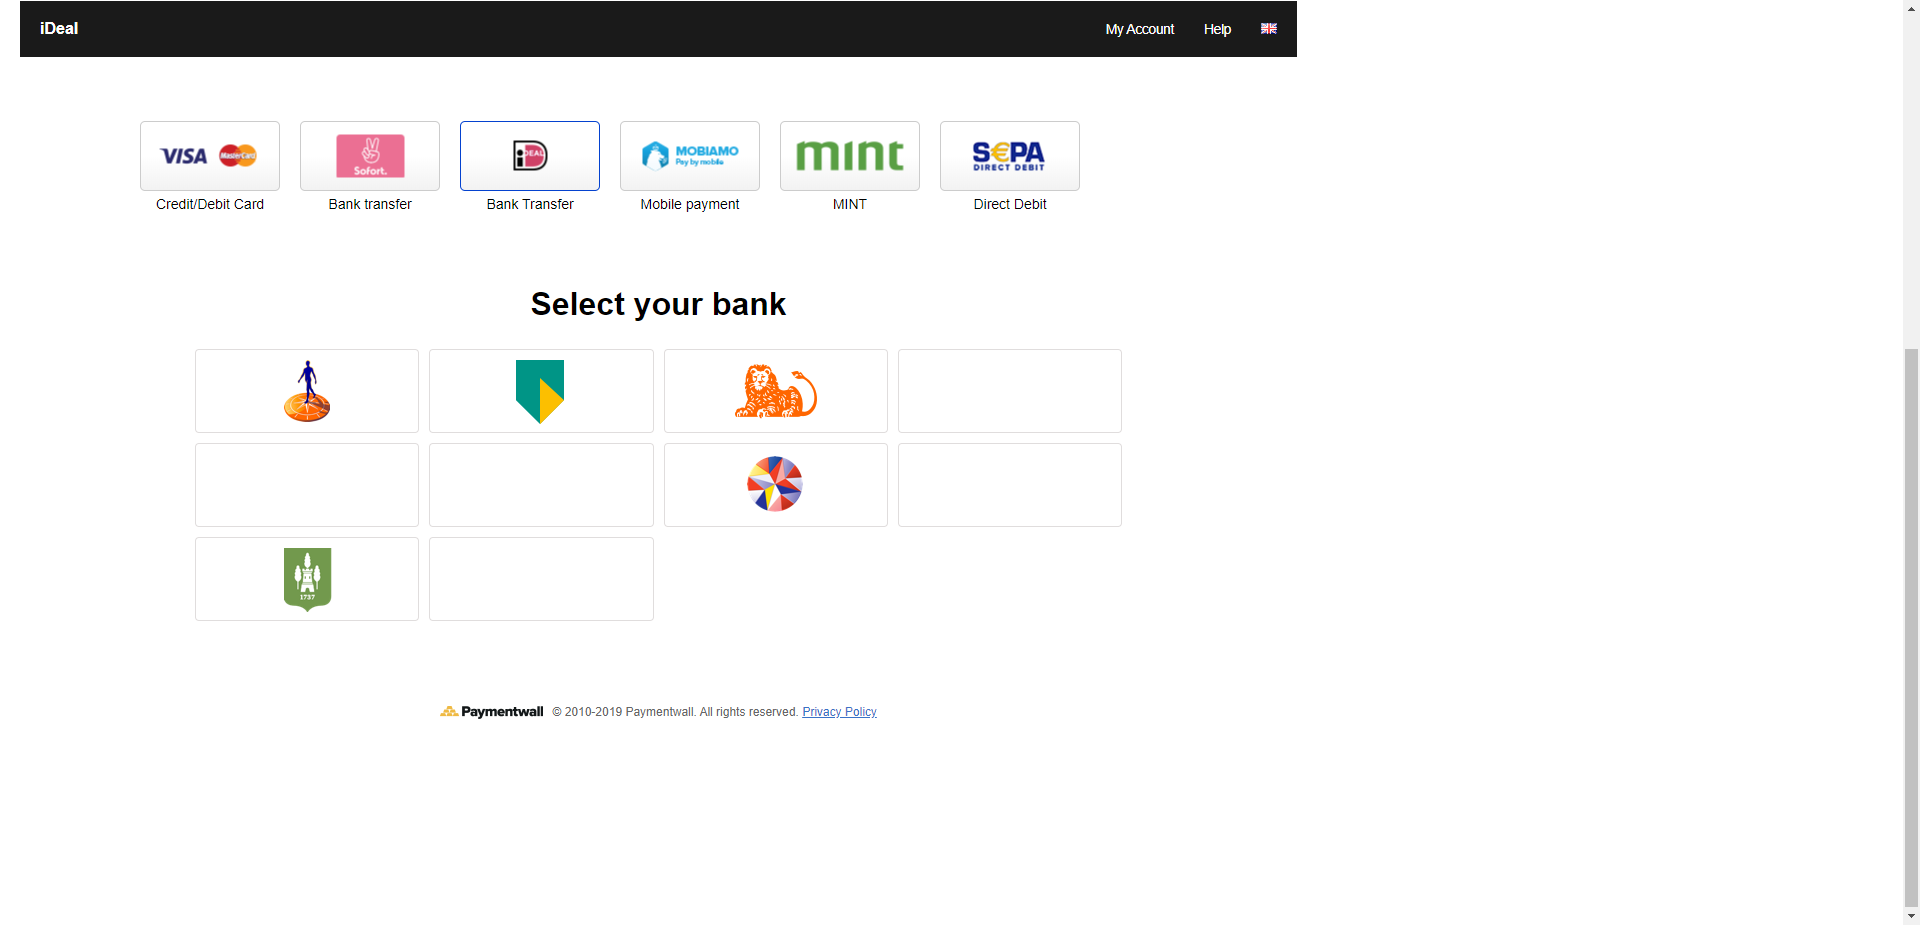 iDeal
My Account
Help
VISA MasterCard
Sofort.
iDEAL
MOBIAMO
Pay by mobile
mint
S€PA
DIRECT DEBIT
Credit/Debit Card
Bank transfer
Bank Transfer
Mobile payment
MINT
Direct Debit
Select your bank
1737
Paymentwall © 2010-2019 Paymentwall. All rights reserved. Privacy Policy